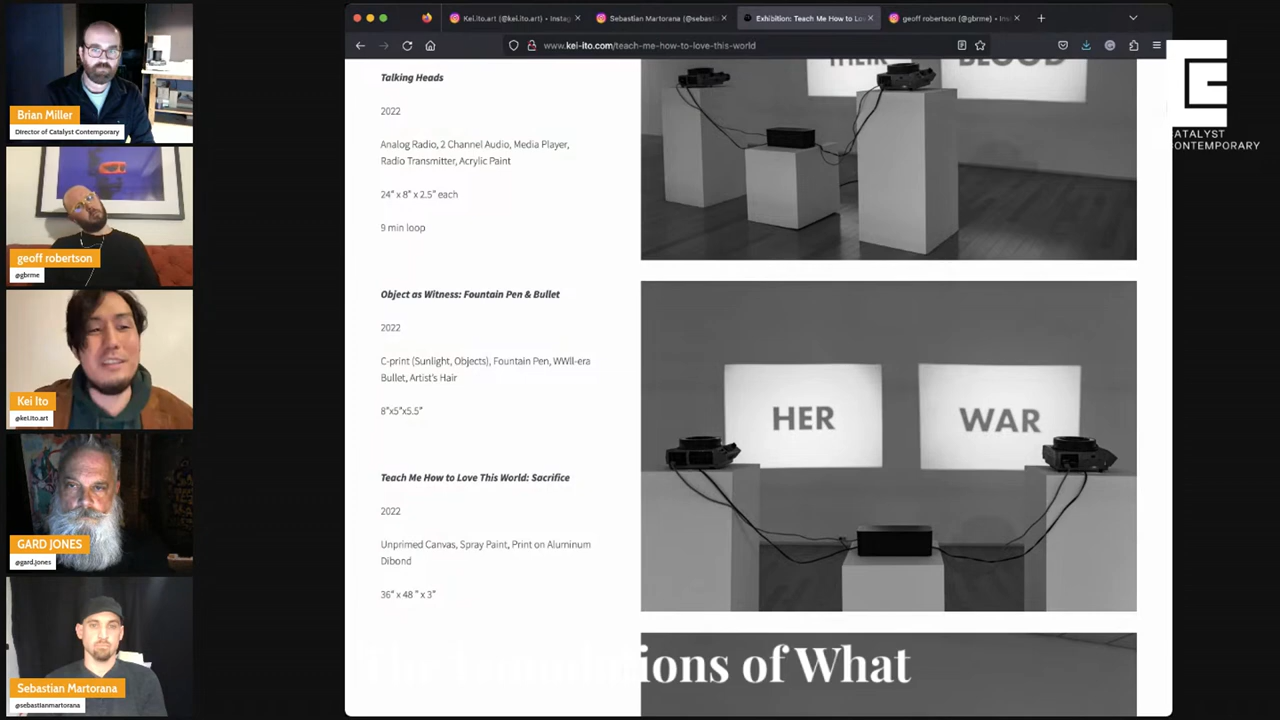 Brian Miller
Director of Catalyst Contemporary
geoff robertson
@gbrme
Kei Ito
@kei.ito.art
GARD JONES
@gard.jones
Sebastian Martorana
@sebastianmartorana
Kei.ito.art (@kei.ito.art) • Instag
Sebastian Martorana (@sebasti
Exhibition: Teach Me How to Lo
geoff robertson (@gbrme) • Ins
www.kei-ito.com/teach-me-how-to-love-this-world
Talking Heads
2022
Analog Radio, 2 Channel Audio, Media Player,
Radio Transmitter, Acrylic Paint
24" x 8" x 2.5" each
9 min loop
Object as Witness: Fountain Pen & Bullet
2022
C-print (Sunlight, Objects), Fountain Pen, WWII-era
Bullet, Artist's Hair
8"x5"x5.5"
Teach Me How to Love This World: Sacrifice
2022
Unprimed Canvas, Spray Paint, Print on Aluminum
Dibond
36" x 48 " x 3"
THEIR
BLOOD
HER
WAR
of What
CATALYST
CONTEMPORARY